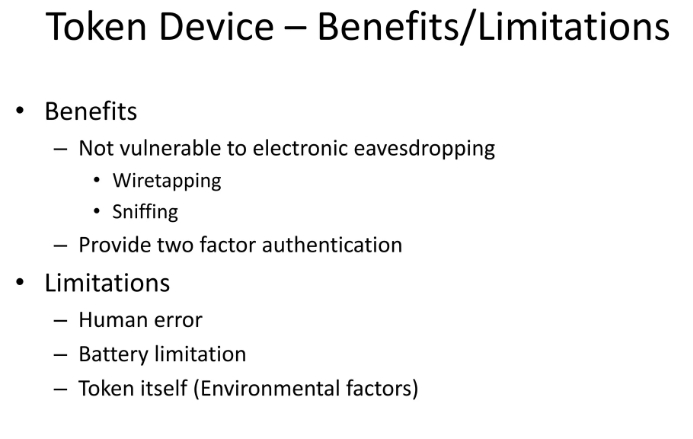 Token Device – Benefits/Limitations
• Benefits
– Not vulnerable to electronic eavesdropping
• Wiretapping
• Sniffing
– Provide two factor authentication
• Limitations
– Human error
– Battery limitation
– Token itself (Environmental factors)